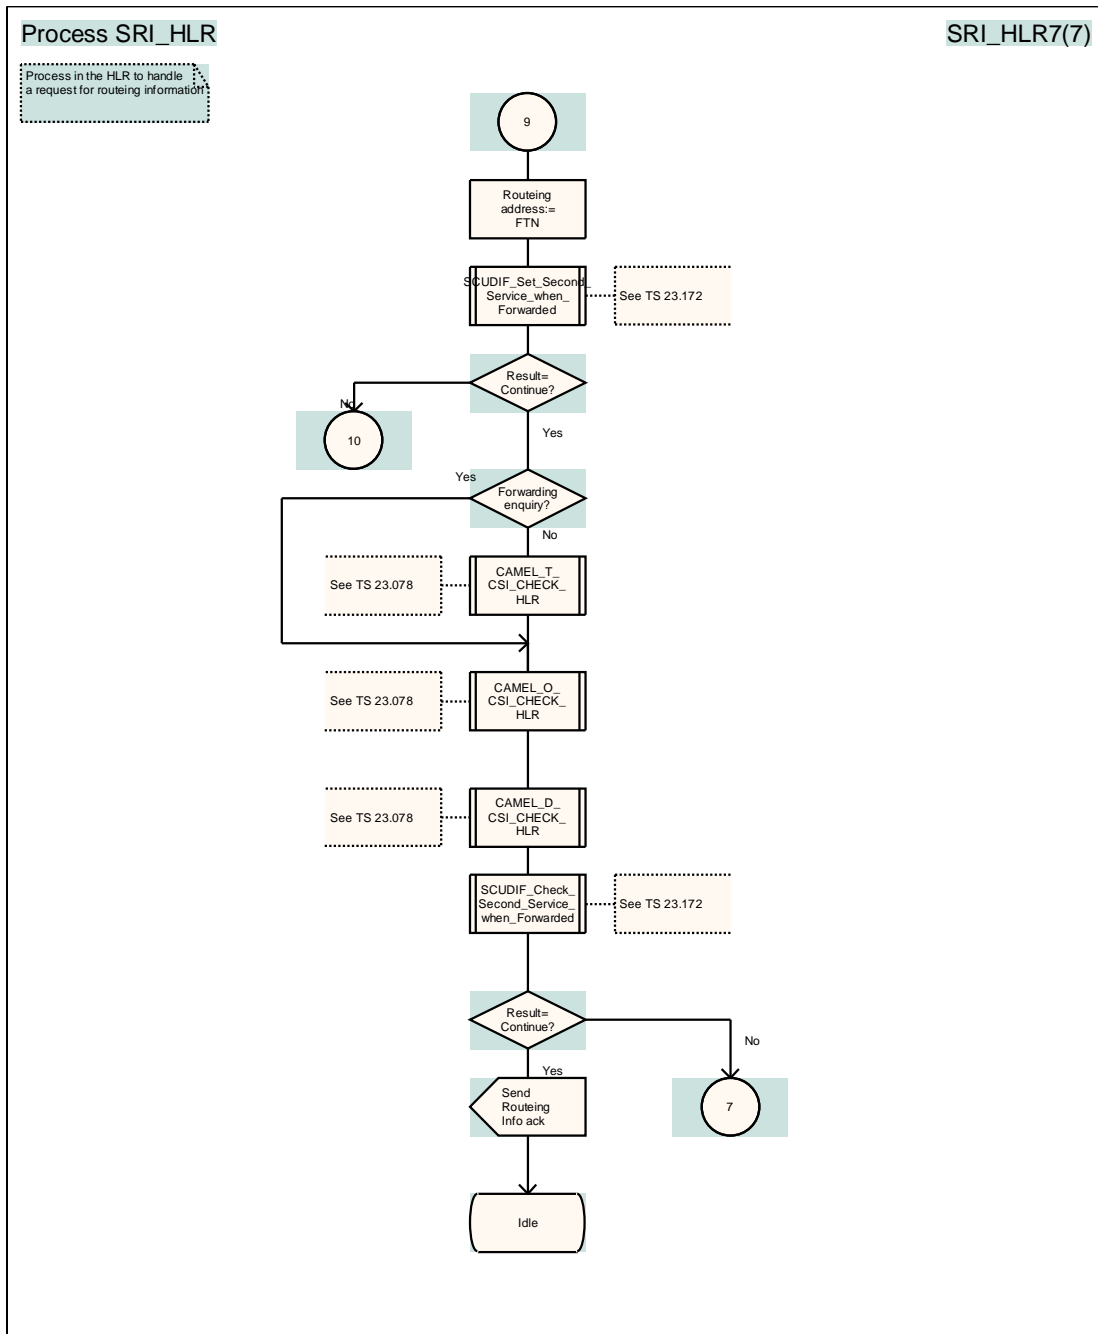 Process SRI_HLR
SRI_HLR7(7)
Process in the HLR to handle
a request for routeing information
9
Routeing
address:=
FTN
SCUDIF_Set_Second_
Service_when_
Forwarded
See TS 23.172
Result=
Continue?
No
10
Yes
Yes
Forwarding
enquiry?
No
See TS 23.078
CAMEL_T_
CSI_CHECK_
HLR
See TS 23.078
CAMEL_O_
CSI_CHECK_
HLR
See TS 23.078
CAMEL_D_
CSI_CHECK_
HLR
SCUDIF_Check_
Second_Service_
when_Forwarded
See TS 23.172
Result=
Continue?
No
Yes
Send
Routeing
Info ack
7
Idle